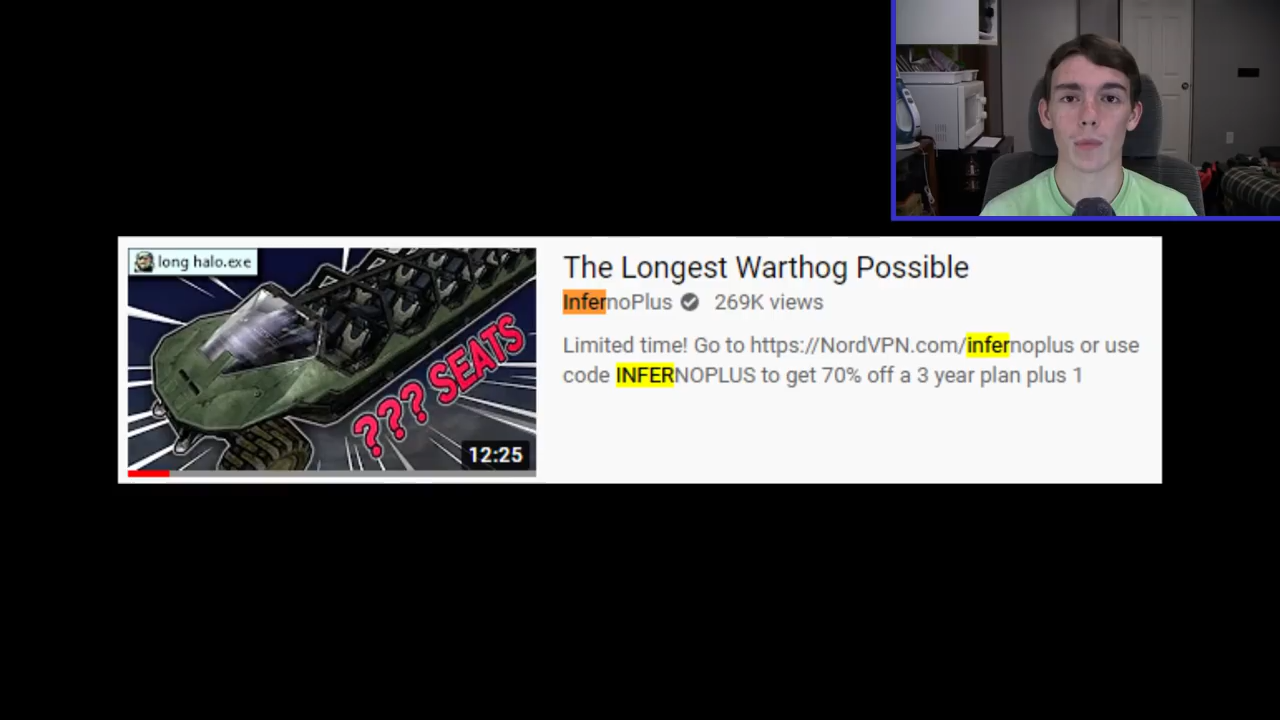 long halo.exe
??? SEATS
12:25
The Longest Warthog Possible
InfernoPlus 269K views
Limited time! Go to https://NordVPN.com/infernoplus or use
code INFERNOPLUS to get 70% off a 3 year plan plus 1